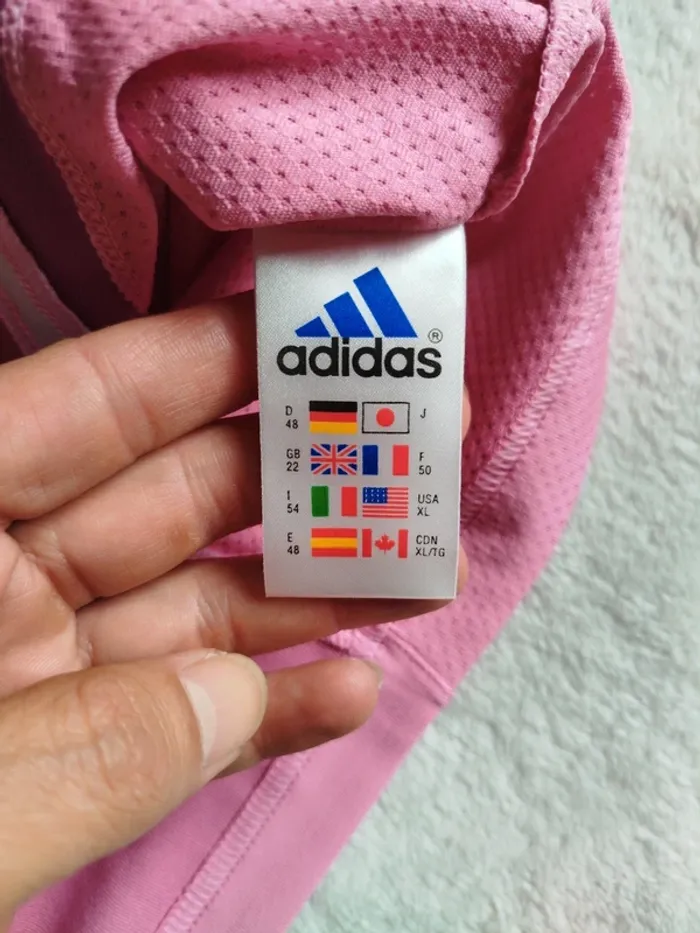 adidas®
D J
48
GB F
22 50
I USA
54 XL
E CDN
48 XL/TG